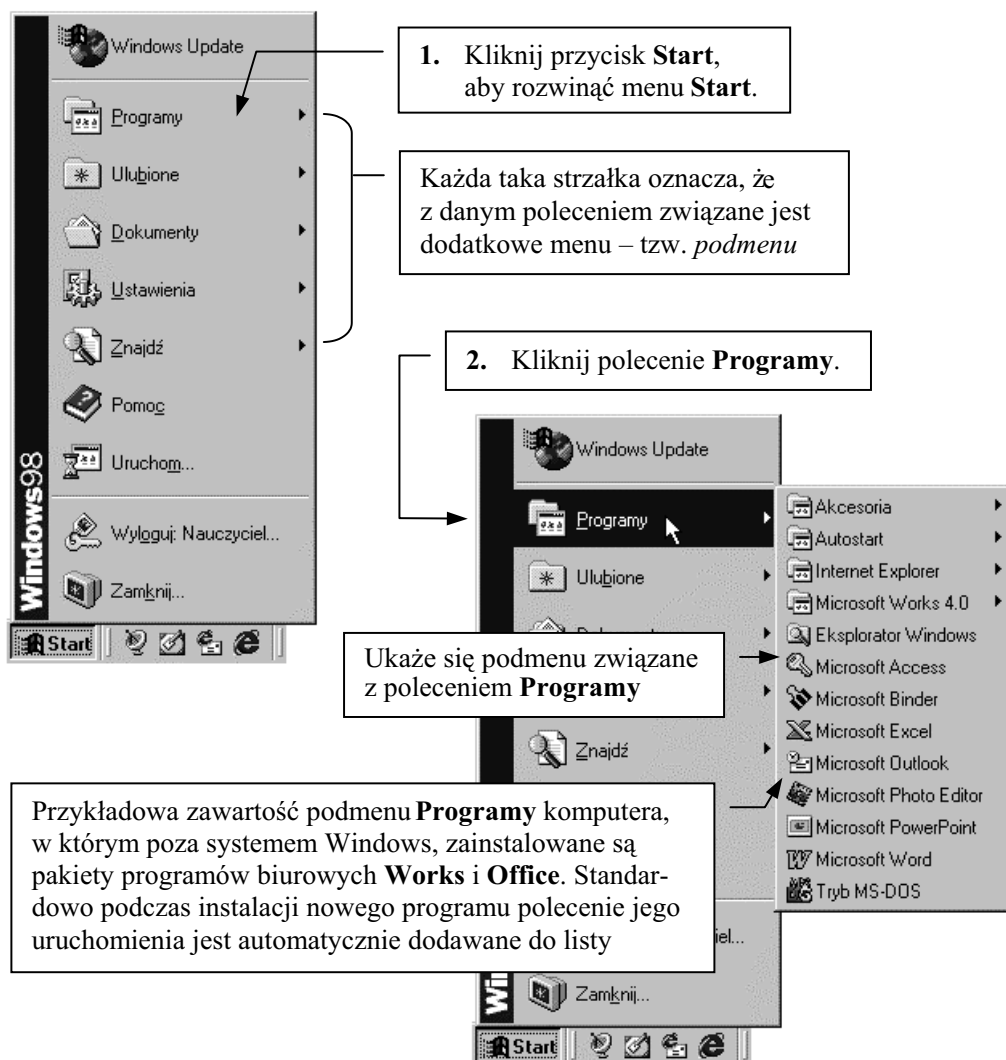 Windows Update
Programy
Ulubione
Dokumenty
Ustawienia
Znajdź
Pomoc
Uruchom...
Wyloguj: Nauczyciel...
Zamknij...
Windows98
Start
1. Kliknij przycisk Start,
aby rozwinąć menu Start.
Każda taka strzałka oznacza, że
z danym poleceniem związane jest
dodatkowe menu – tzw. podmenu
2. Kliknij polecenie Programy.
Windows Update
Programy
Ulubione
Znajdź
Zamknij...
Start
Akcesoria
Autostart
Internet Explorer
Microsoft Works 4.0
Eksplorator Windows
Microsoft Access
Microsoft Binder
Microsoft Excel
Microsoft Outlook
Microsoft Photo Editor
Microsoft PowerPoint
Microsoft Word
Tryb MS-DOS
Ukaże się podmenu związane
z poleceniem Programy
Przykładowa zawartość podmenu Programy komputera,
w którym poza systemem Windows, zainstalowane są
pakiety programów biurowych Works i Office. Standar-
dowo podczas instalacji nowego programu polecenie jego
uruchomienia jest automatycznie dodawane do listy